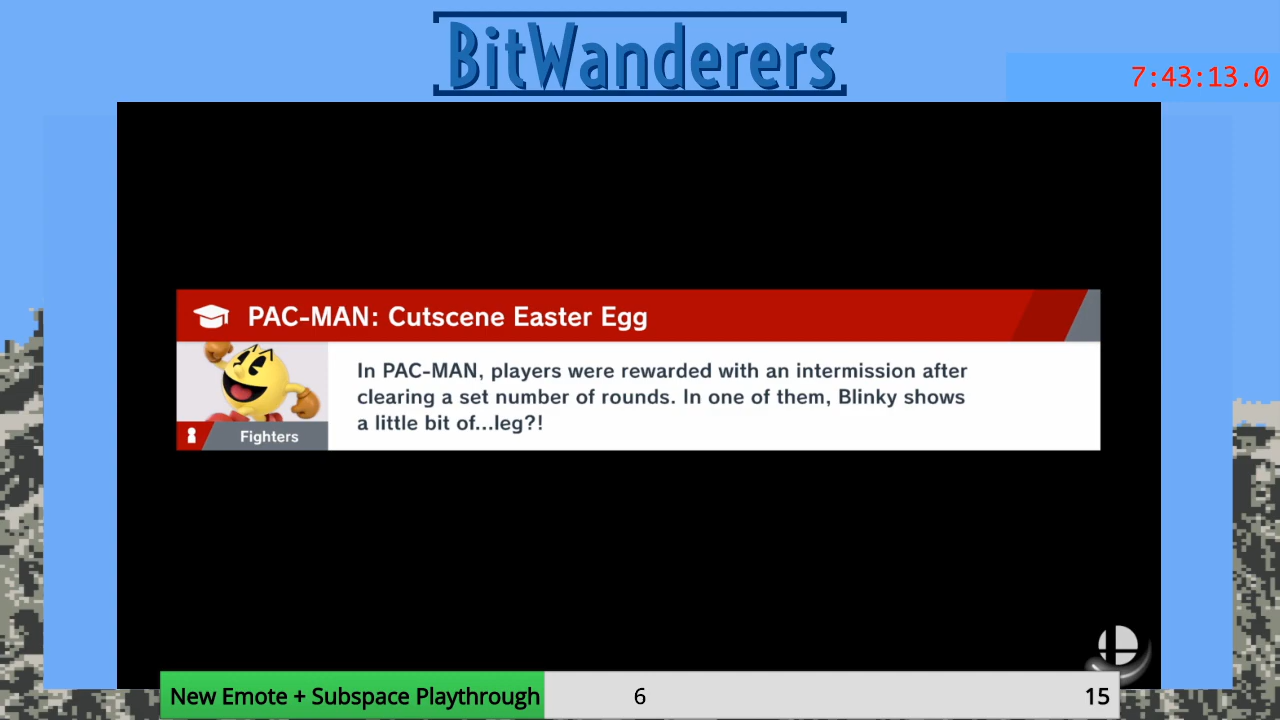 BitWanderers
7:43:13.0
PAC-MAN: Cutscene Easter Egg
In PAC-MAN, players were rewarded with an intermission after
clearing a set number of rounds. In one of them, Blinky shows
a little bit of...leg?!
Fighters
New Emote + Subspace Playthrough 6 15